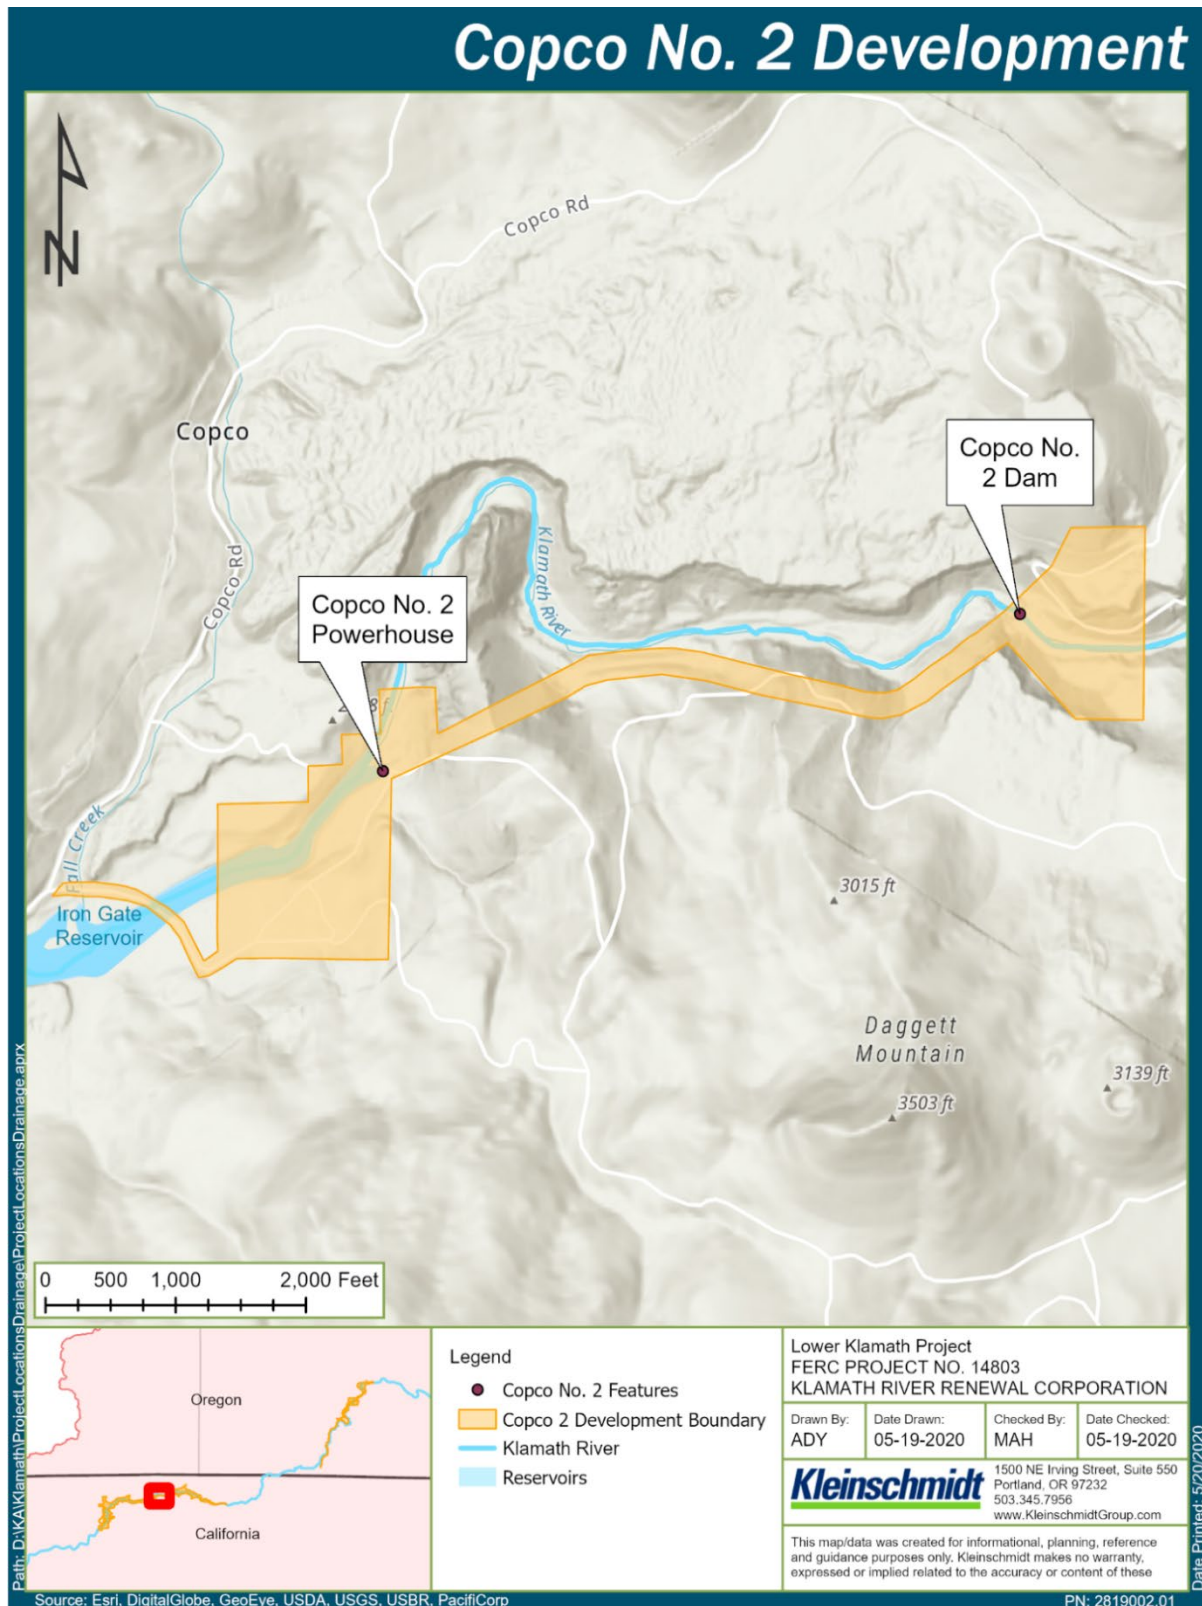 Copco No. 2 Development
N
Copco Rd
Copco
Copco No.
2 Dam
Klamath River
Copco Rd
Copco No. 2
Powerhouse
Fall Creek
Iron Gate
Reservoir
3015 ft
Daggett
Mountain
3139 ft
3503 ft
0 500 1,000 2,000 Feet
Oregon
California
Legend
Copco No. 2 Features
Copco 2 Development Boundary
Klamath River
Reservoirs
Lower Klamath Project
FERC PROJECT NO. 14803
KLAMATH RIVER RENEWAL CORPORATION
Drawn By: Date Drawn: Checked By: Date Checked:
ADY 05-19-2020 MAH 05-19-2020
Kleinschmidt
1500 NE Irving Street, Suite 550
Portland, OR 97232
503.345.7956
www.KleinschmidtGroup.com
This map/data was created for informational, planning, reference
and guidance purposes only. Kleinschmidt makes no warranty,
expressed or implied related to the accuracy or content of these
Path: D:\KA\Klamath\ProjectLocationsDrainage\ProjectLocationsDrainage.aprx
Date Printed: 5/20/2020
Source: Esri, DigitalGlobe, GeoEye, USDA, USGS, USBR, PacifiCorp
PN: 2819002.01